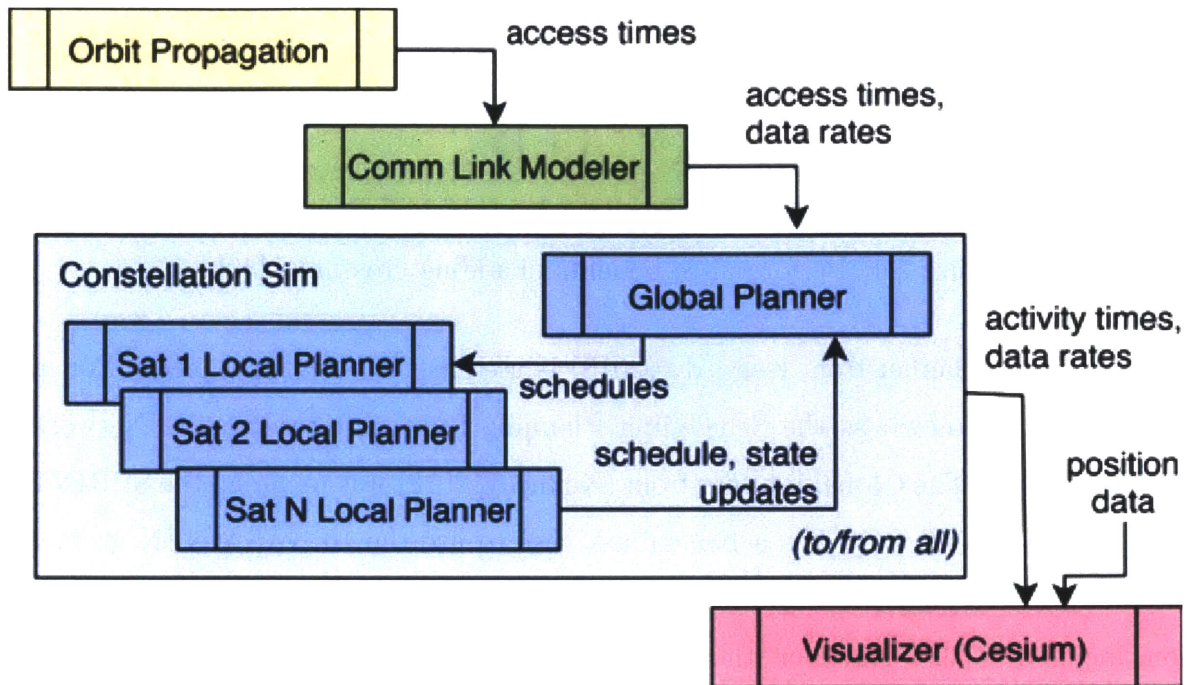 Orbit Propagation
access times
access times,
data rates
Comm Link Modeler
Constellation Sim
Global Planner
activity times,
data rates
Sat 1 Local Planner
schedules
Sat 2 Local Planner
schedule, state
updates
position
data
Sat N Local Planner
(to/from all)
Visualizer (Cesium)